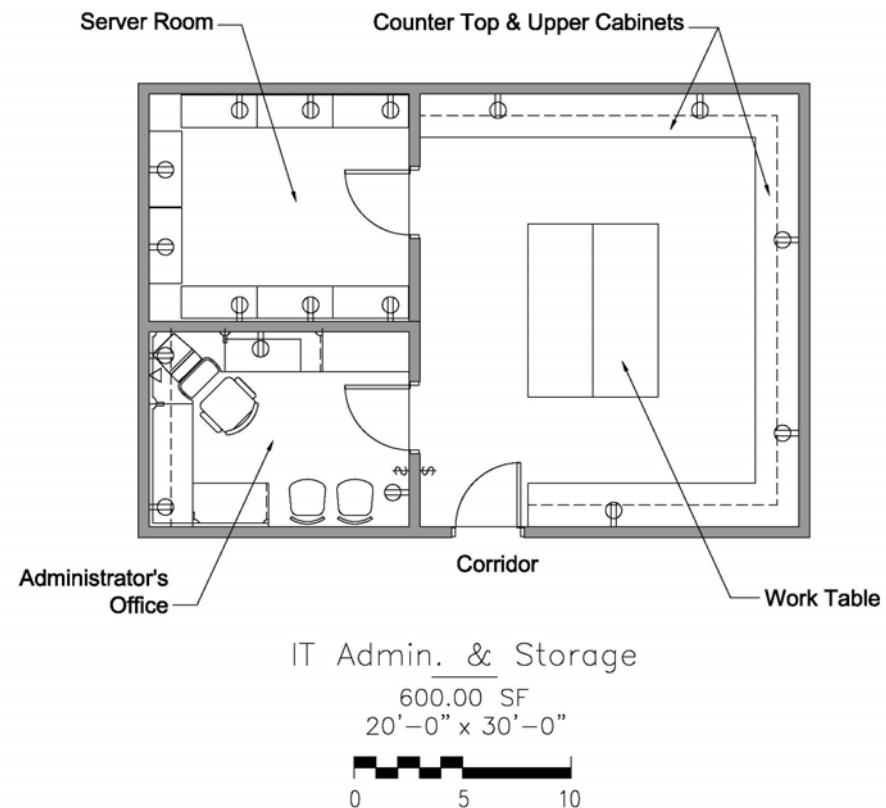 Server Room
Counter Top & Upper Cabinets
Corridor
Administrator's
Office
Work Table
IT Admin. & Storage
600.00 SF
20'-0" x 30'-0"
0 5 10